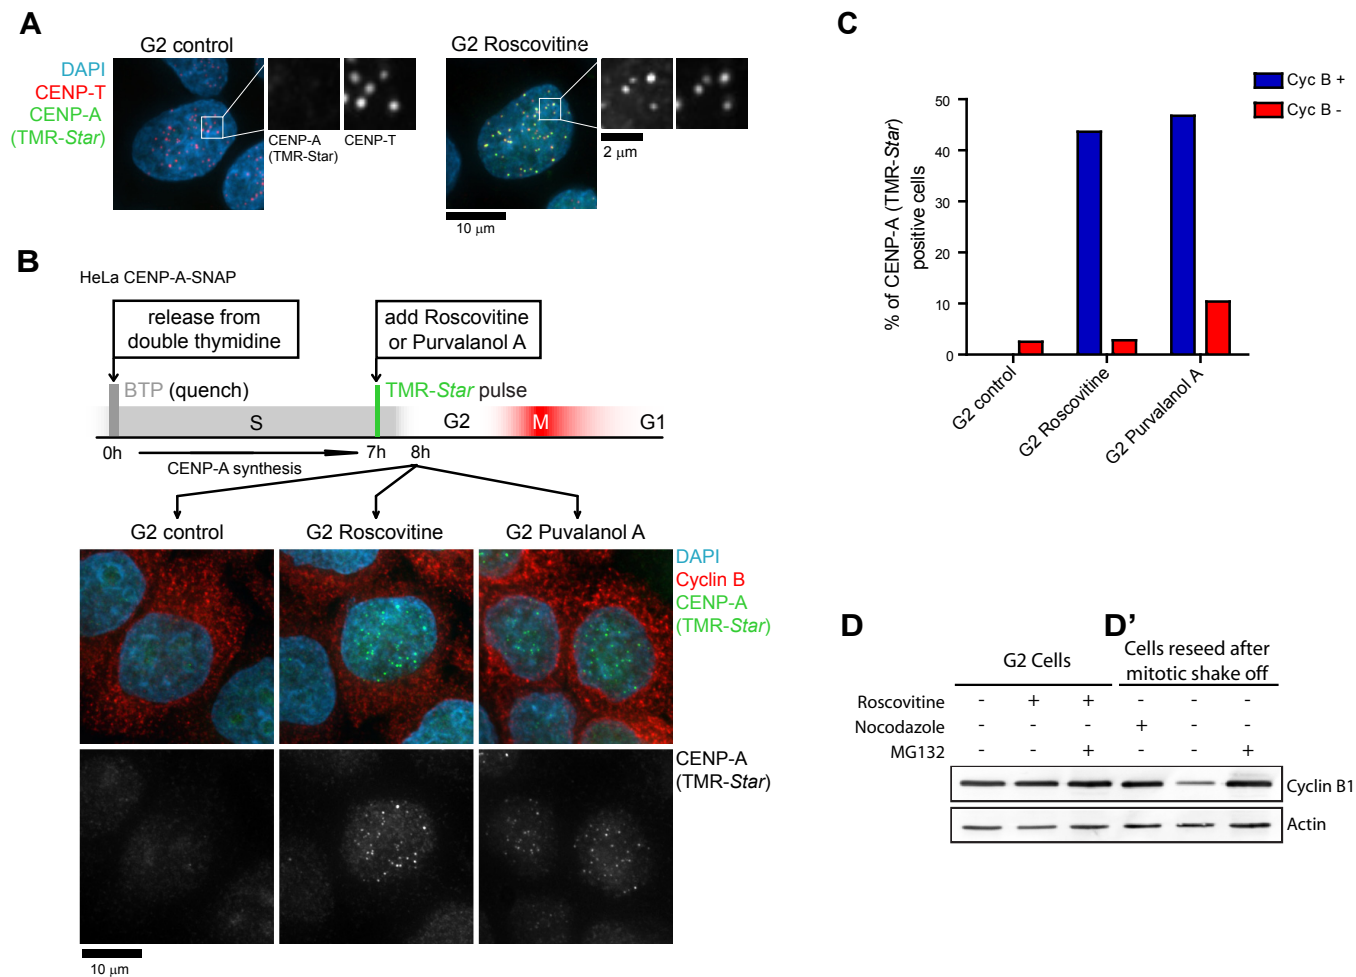 A
G2 control
G2 Roscovitine
DAPI
CENP-T
CENP-A
(TMR-Star)
CENP-A
(TMR-Star)
CENP-T
2 μm
10 μm
B
HeLa CENP-A-SNAP
release from
double thymidine
add Roscovitine
or Purvalanol A
BTP (quench)
TMR-Star pulse
S
G2
M
G1
0h
7h
8h
CENP-A synthesis
G2 control
G2 Roscovitine
G2 Puvalanol A
DAPI
Cyclin B
CENP-A
(TMR-Star)
CENP-A
(TMR-Star)
10 μm
C
Cyc B +
Cyc B -
% of CENP-A (TMR-Star)
positive cells
50
40
30
20
10
0
G2 control
G2 Roscovitine
G2 Purvalanol A
D
D'
G2 Cells
Cells reseed after
mitotic shake off
Roscovitine - + + - - -
Nocodazole - - - + - -
MG132 - - + - - +
Cyclin B1
Actin